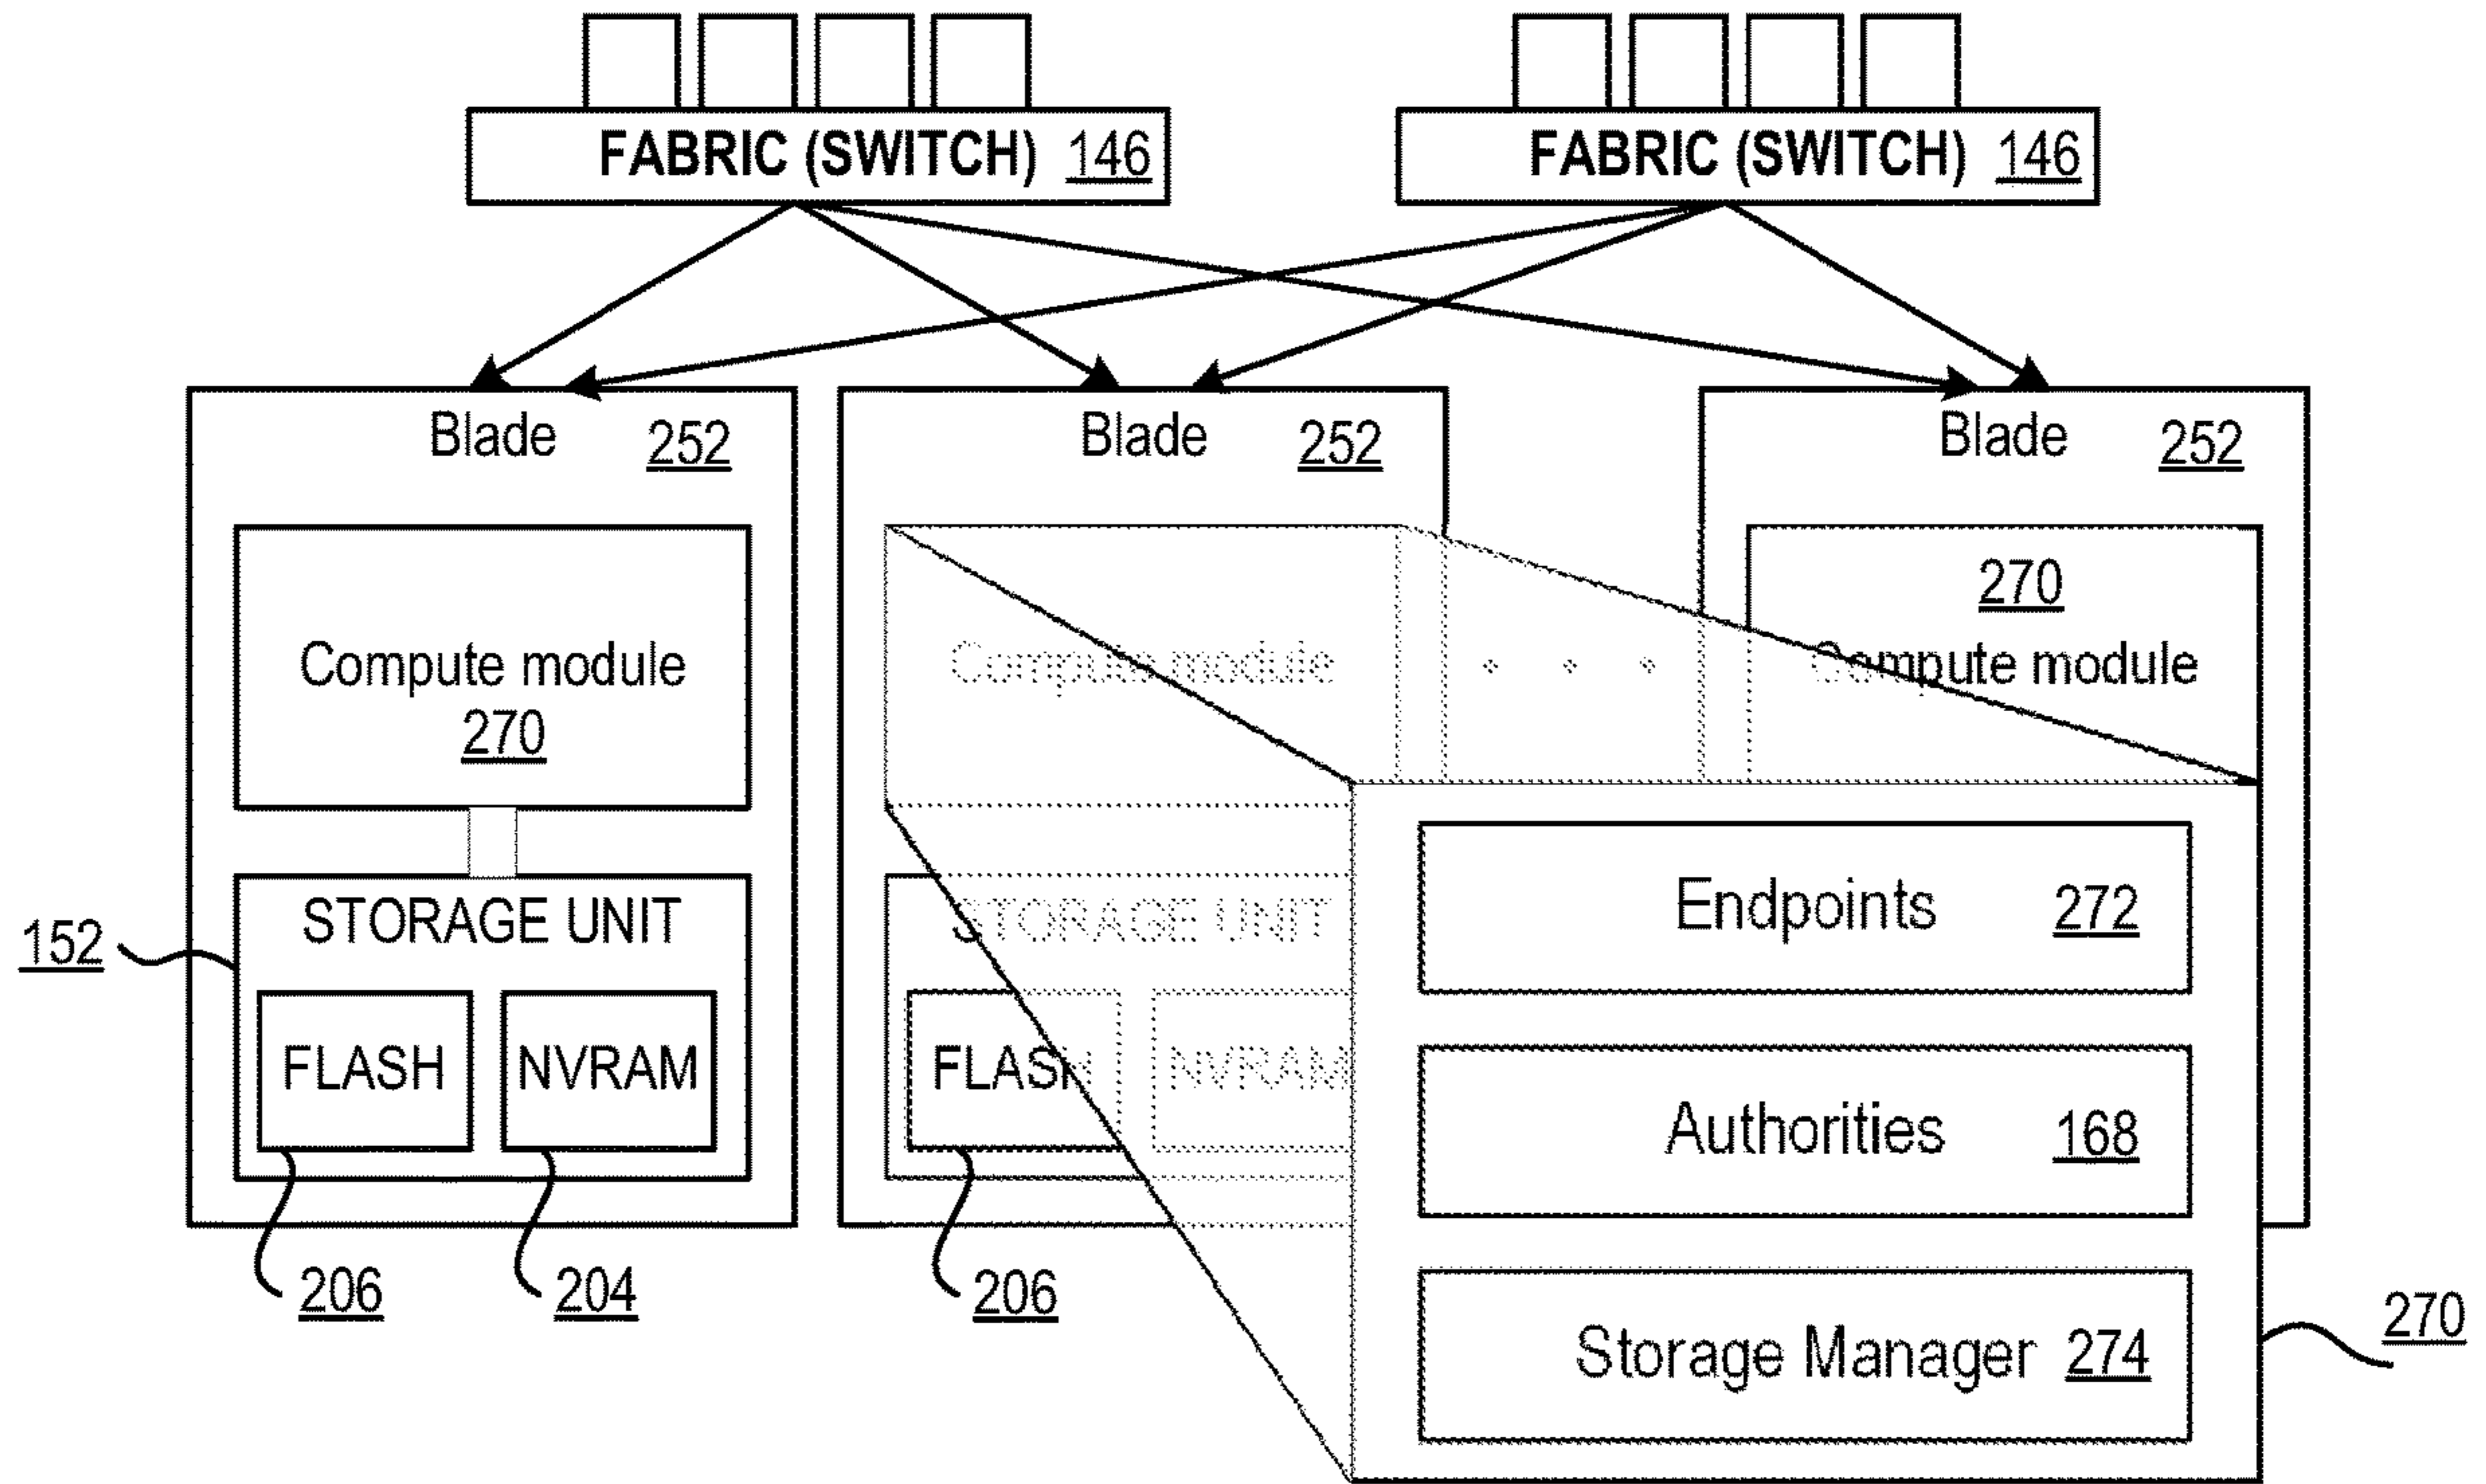 FABRIC (SWITCH) 146
FABRIC (SWITCH) 146
Blade 252
Blade 252
Blade 252
Compute module
270
Compute module
. . .
270
Compute module
152
STORAGE UNIT
FLASH
NVRAM
206
204
STORAGE UNIT
FLASH
NVRAM
206
Endpoints 272
Authorities 168
Storage Manager 274
270